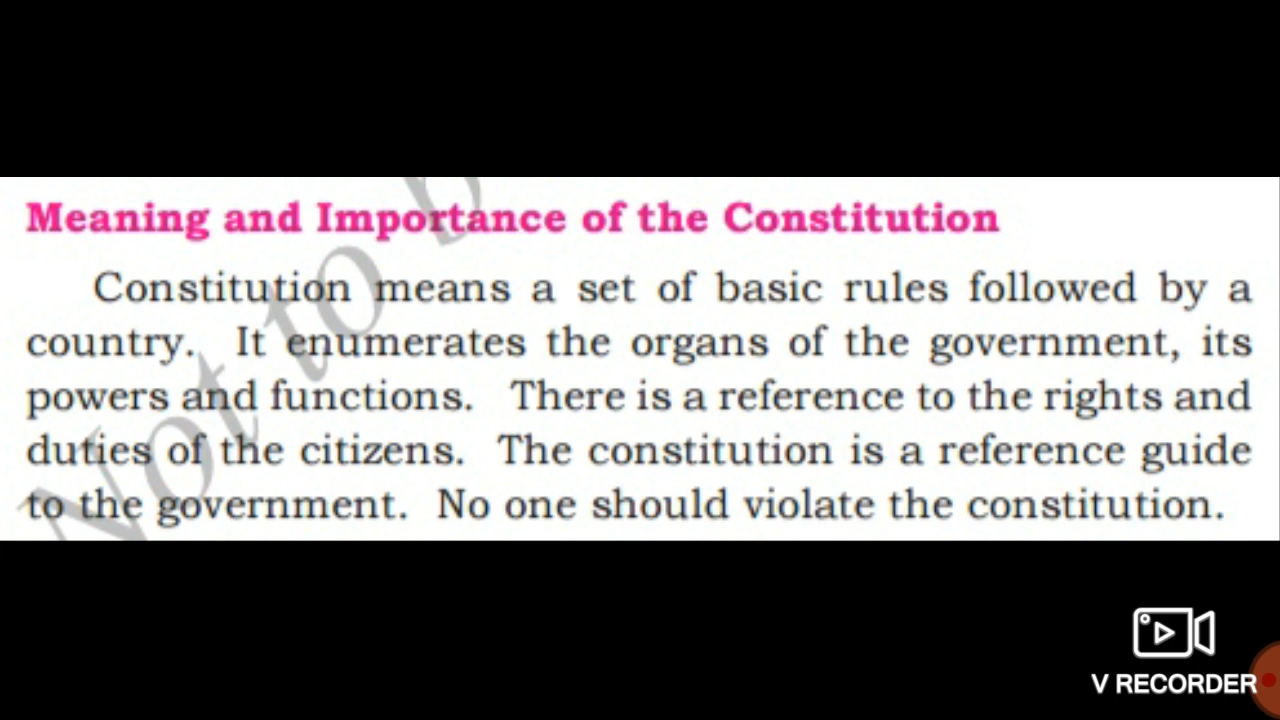 Meaning and Importance of the Constitution
Constitution means a set of basic rules followed by a
country. It enumerates the organs of the government, its
powers and functions. There is a reference to the rights and
duties of the citizens. The constitution is a reference guide
to the government. No one should violate the constitution.
Not to b
V RECORDER